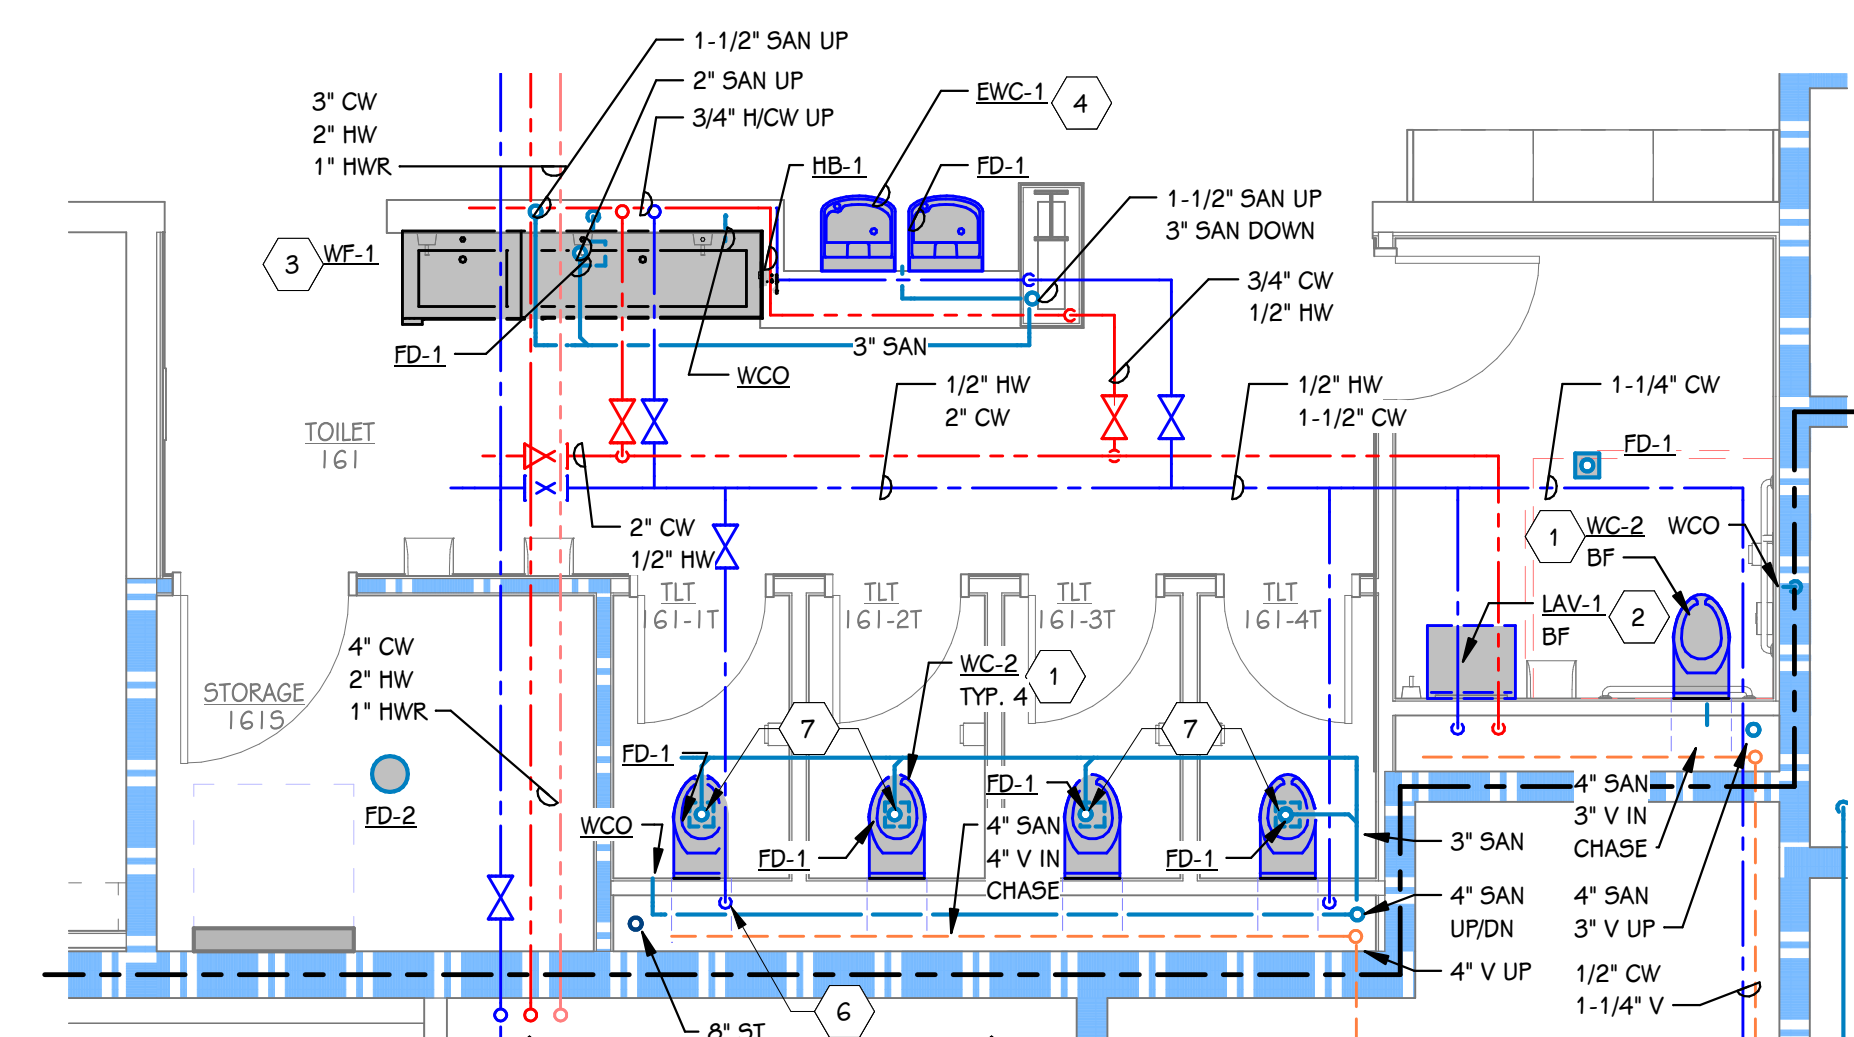 1-1/2" SAN UP
2" SAN UP
3/4" H/CW UP
3" CW
2" HW
1" HWR
EWC-1
4
HB-1
FD-1
1-1/2" SAN UP
3" SAN DOWN
3
WF-1
3/4" CW
1/2" HW
FD-1
3" SAN
WCO
1/2" HW
2" CW
1/2" HW
1-1/2" CW
1-1/4" CW
TOILET
161
FD-1
2" CW
1/2" HW
1
WC-2
BF
WCO
TLT
161-1T
TLT
161-2T
TLT
161-3T
TLT
161-4T
LAV-1
BF
2
4" CW
2" HW
1" HWR
STORAGE
161S
WC-2
TYP. 4
1
7
7
FD-1
FD-1
FD-2
WCO
FD-1
4" SAN
4" V IN
CHASE
FD-1
3" SAN
4" SAN
3" V IN
CHASE
4" SAN
UP/DN
4" SAN
3" V UP
4" V UP
1/2" CW
1-1/4" V
6
8" ST